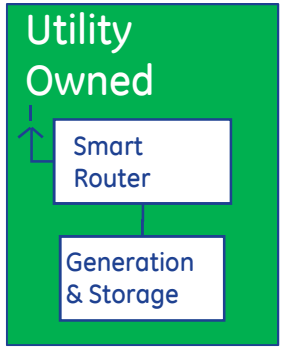 Utility
Owned
Smart
Router
Generation
& Storage